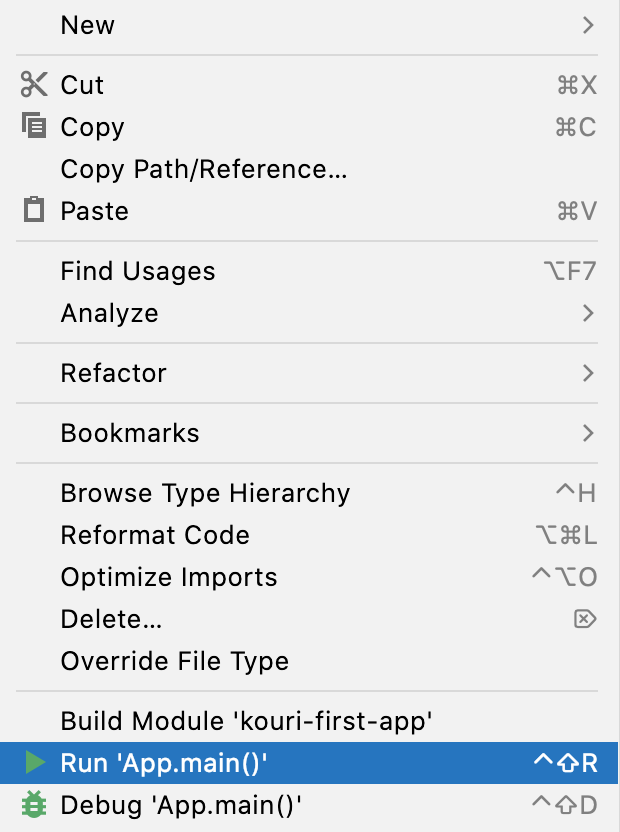 New
Cut ⌘X
Copy ⌘C
Copy Path/Reference...
Paste ⌘V
Find Usages ⌥F7
Analyze
Refactor
Bookmarks
Browse Type Hierarchy ^H
Reformat Code ⌥⌘L
Optimize Imports ^⌥O
Delete... ⌦
Override File Type
Build Module 'kouri-first-app'
Run 'App.main()' ^⇧R
Debug 'App.main()' ^⇧D